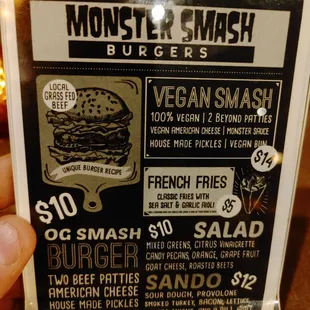 MONSTER SMASH
BURGERS
LOCAL
GRASS FED
BEEF
UNIQUE BURGER RECIPE
$10
OG SMASH
BURGER
TWO BEEF PATTIES
AMERICAN CHEESE
HOUSE MADE PICKLES
VEGAN SMASH
100% VEGAN | 2 BEYOND PATTIES
VEGAN AMERICAN CHEESE | MONSTER SAUCE
HOUSE MADE PICKLES | VEGAN BUN
$14
FRENCH FRIES
CLASSIC FRIES WITH
SEA SALT & GARLIC AIOLI
$5
$10 SALAD
MIXED GREENS, CITRUS VINAIGRETTE
CANDY PECANS, ORANGE, GRAPE FRUIT
GOAT CHEESE, ROASTED BEETS
SANDO $12
SOUR DOUGH, PROVOLONE
SMOKED TURKEY, BACON, LETTUCE